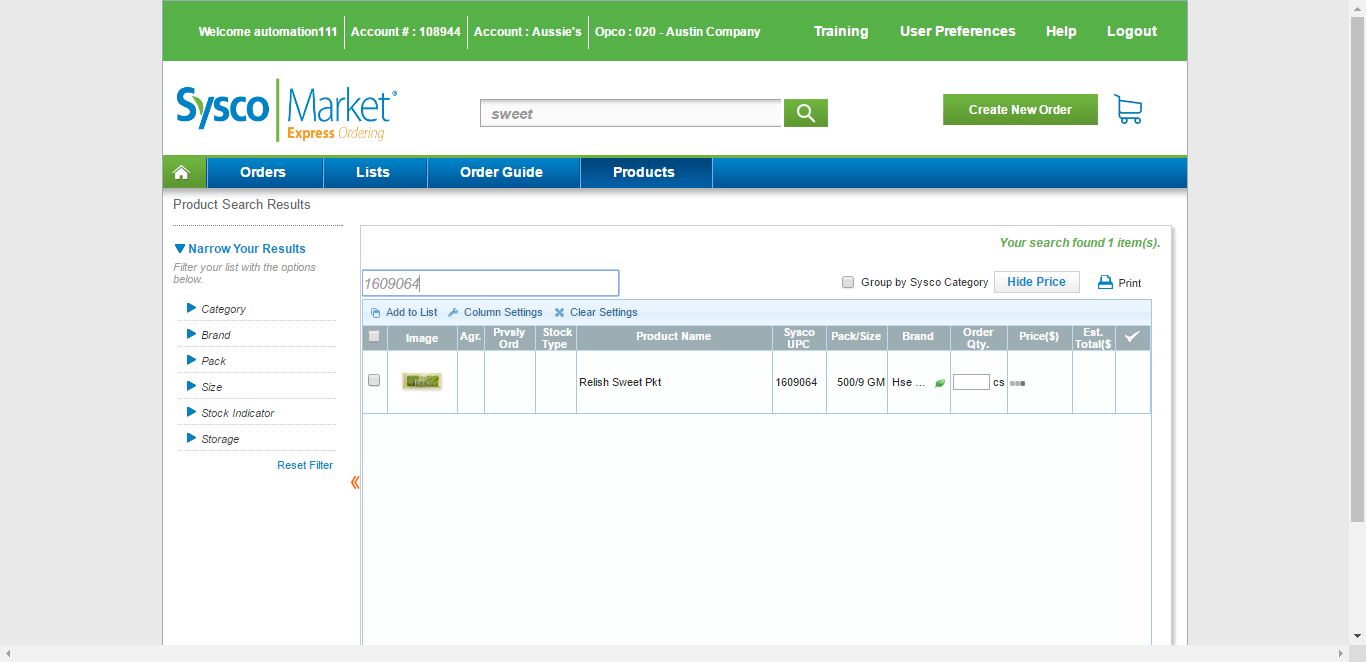 Welcome automation111 Account # : 108944 Account : Aussie's Opco : 020 - Austin Company Training User Preferences Help Logout
Sysco Market®
Express Ordering
sweet
Create New Order
Orders Lists Order Guide Products
Product Search Results
Your search found 1 item(s).
Narrow Your Results
Filter your list with the options
below.
Category
Brand
Pack
Size
Stock Indicator
Storage
Reset Filter
1609064
Group by Sysco Category Hide Price Print
Add to List Column Settings Clear Settings
Image Agr. Prvsly Ord Stock Type Product Name Sysco UPC Pack/Size Brand Order Qty. Price($) Est. Total($
Relish Sweet Pkt 1609064 500/9 GM Hse ... cs